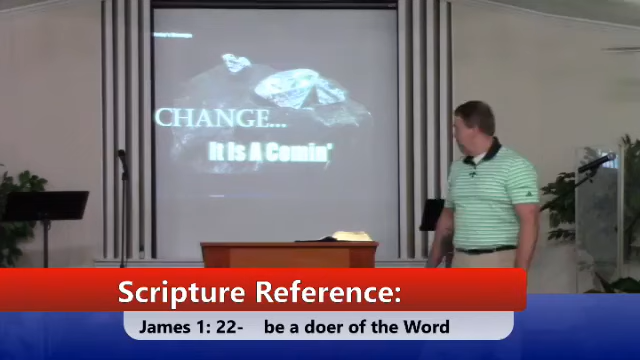 CHANGE...
It Is A Comin'
Scripture Reference:
James 1: 22- be a doer of the Word